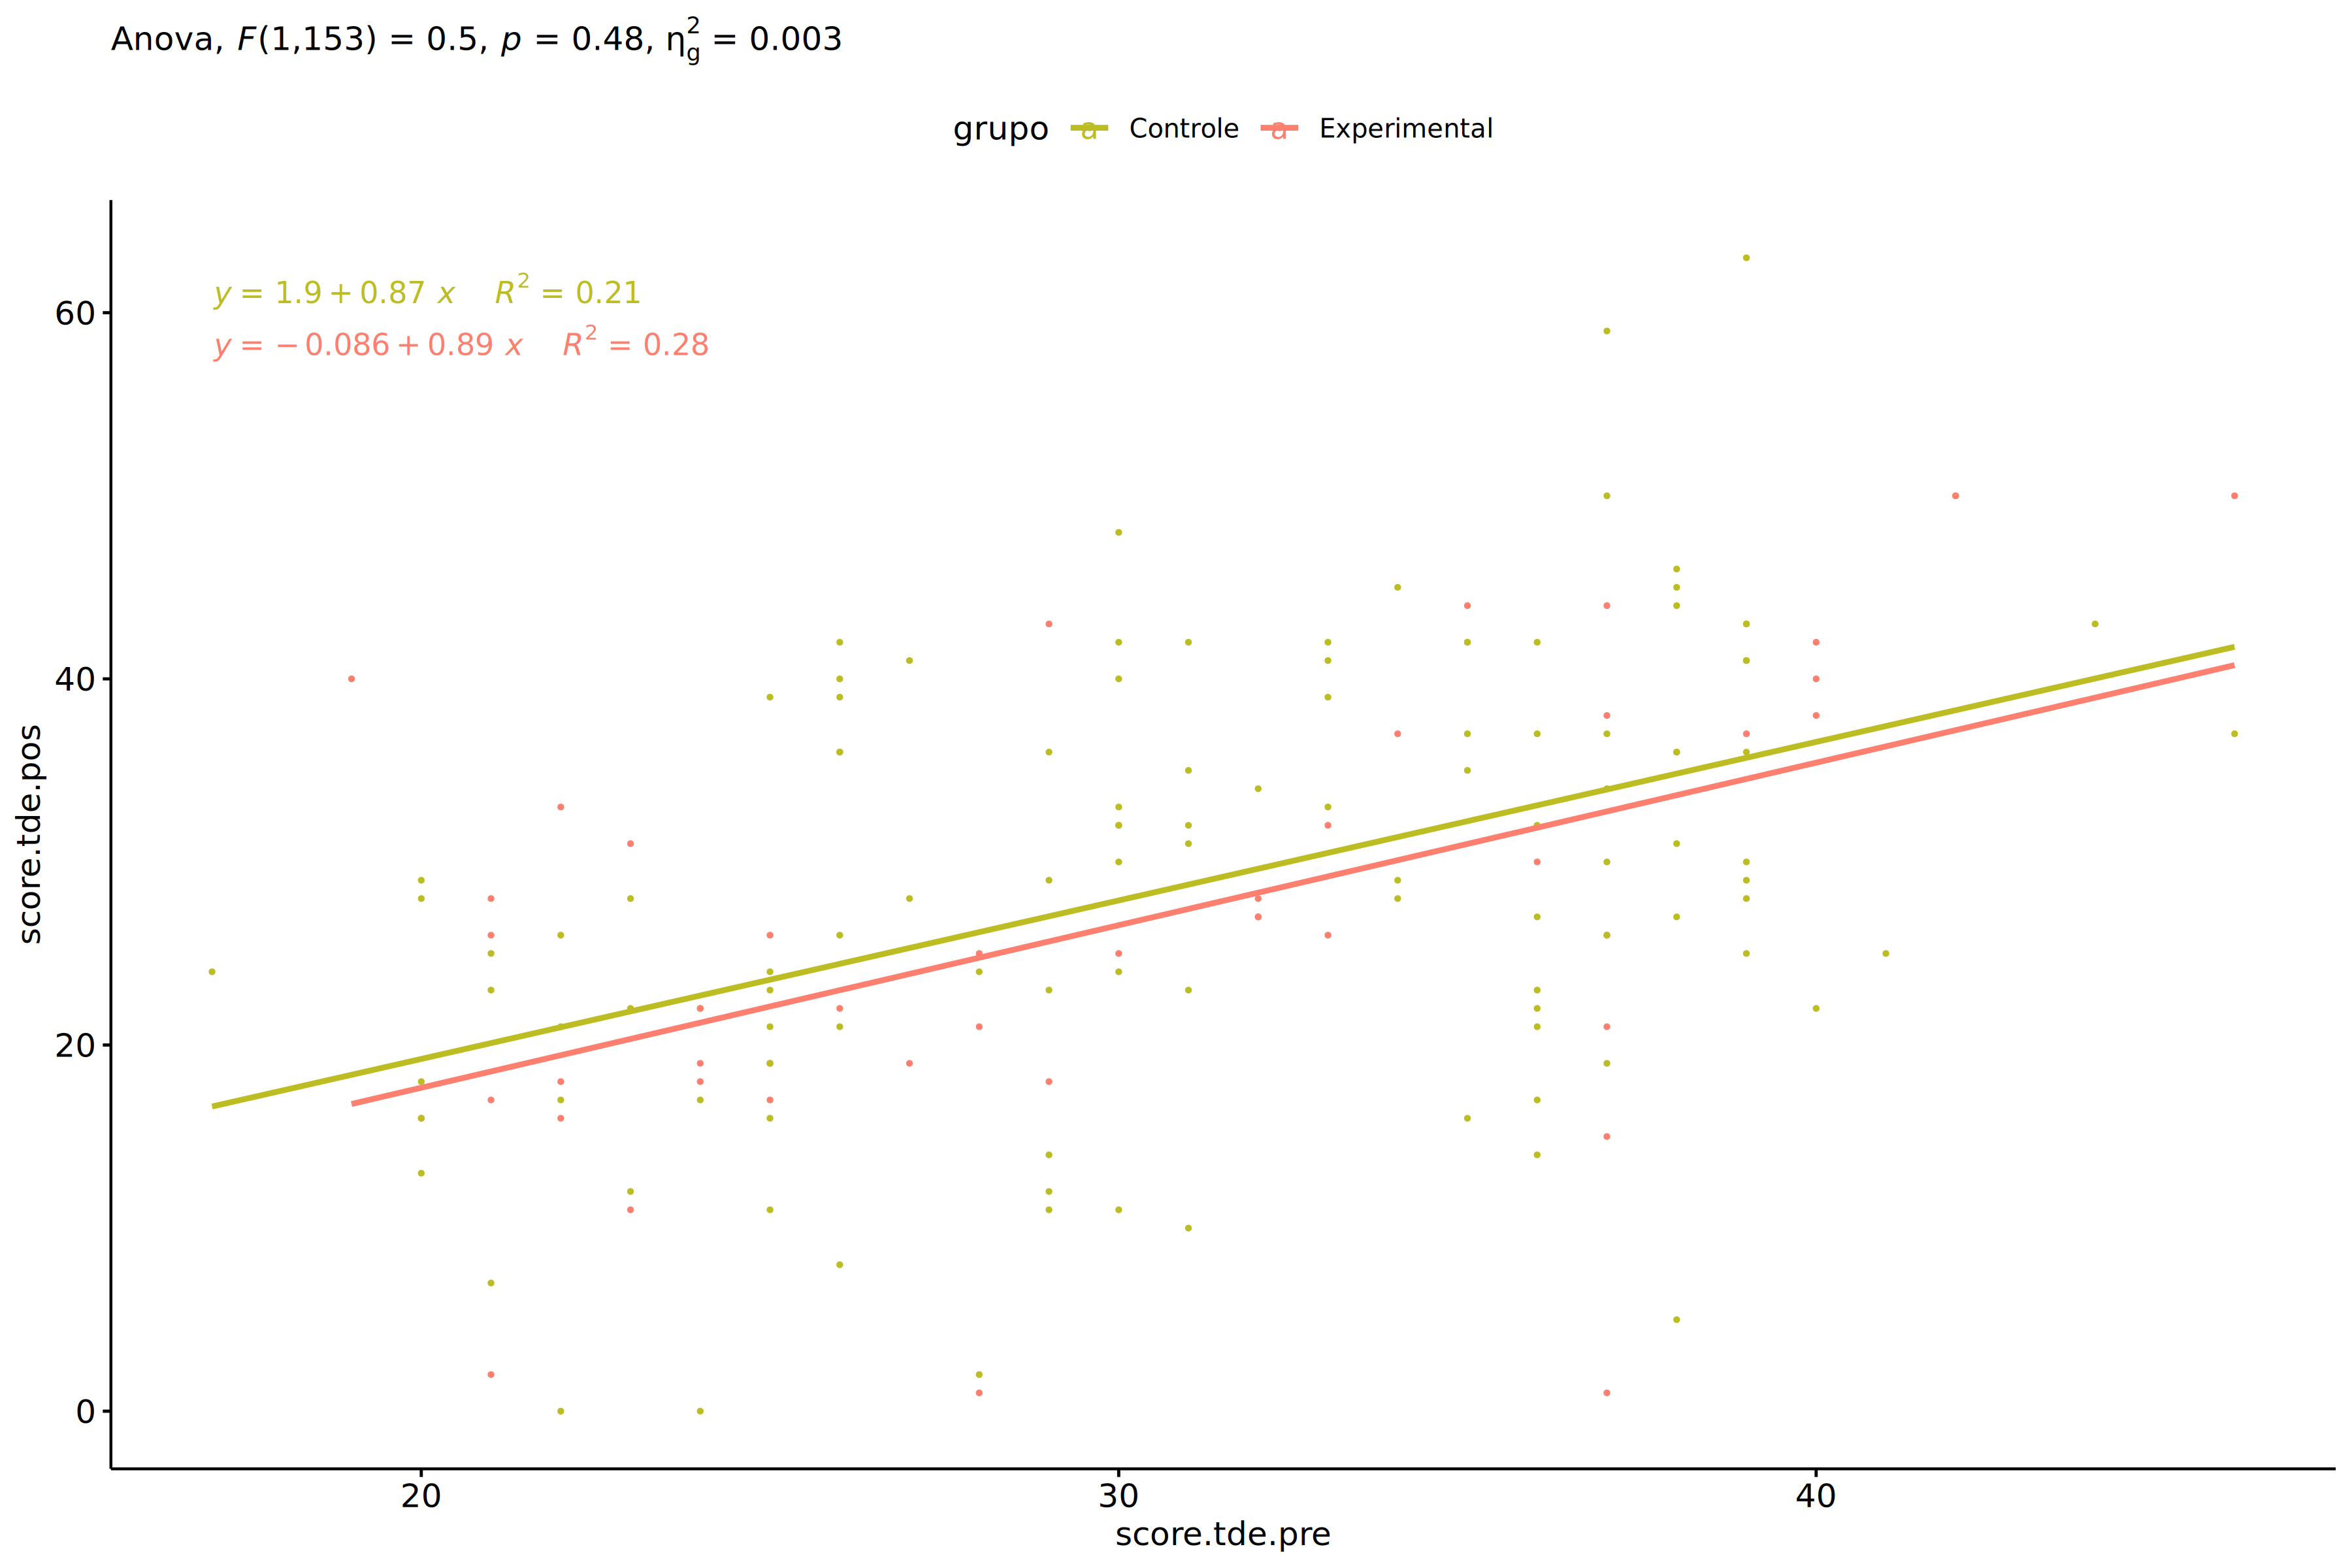 Anova, F(1,153) = 0.5, p = 0.48, η²g = 0.003
grupo a Controle a Experimental
y = 1.9 + 0.87 x R² = 0.21
y = − 0.086 + 0.89 x R² = 0.28
60
40
20
0
score.tde.pos
20 30 40
score.tde.pre